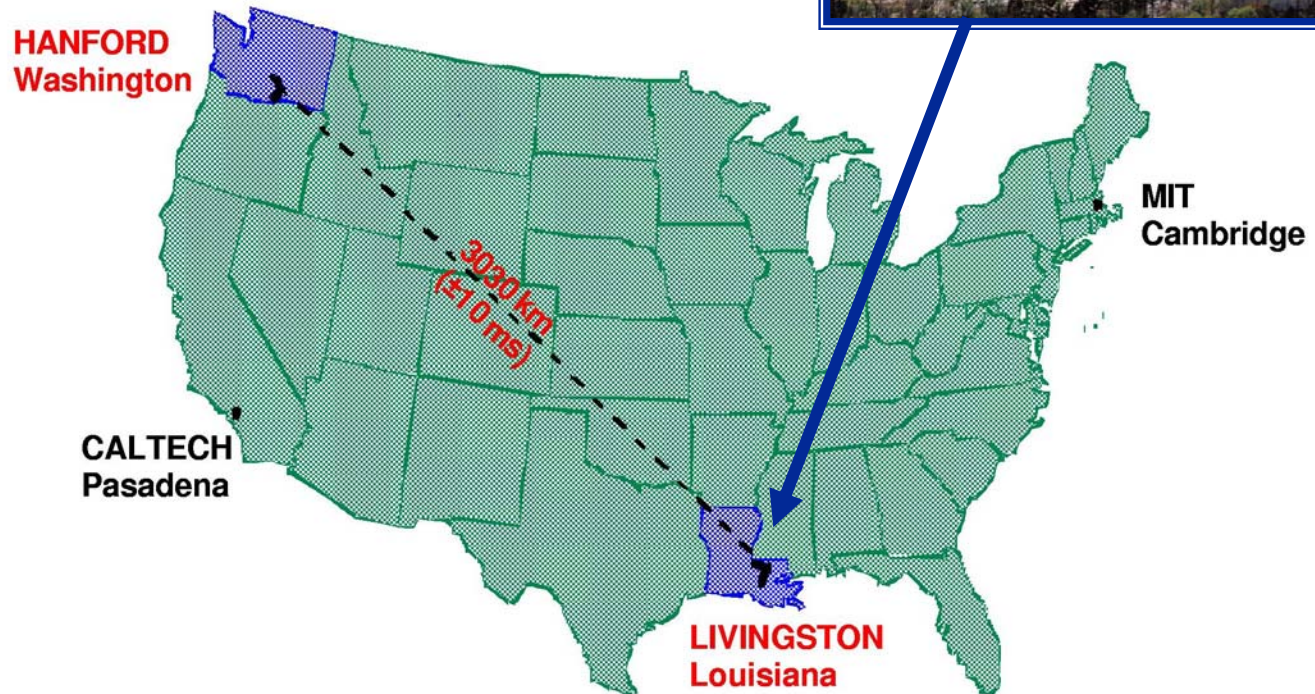 HANFORD
Washington
MIT
Cambridge
3030 km
(±10 ms)
CALTECH
Pasadena
LIVINGSTON
Louisiana